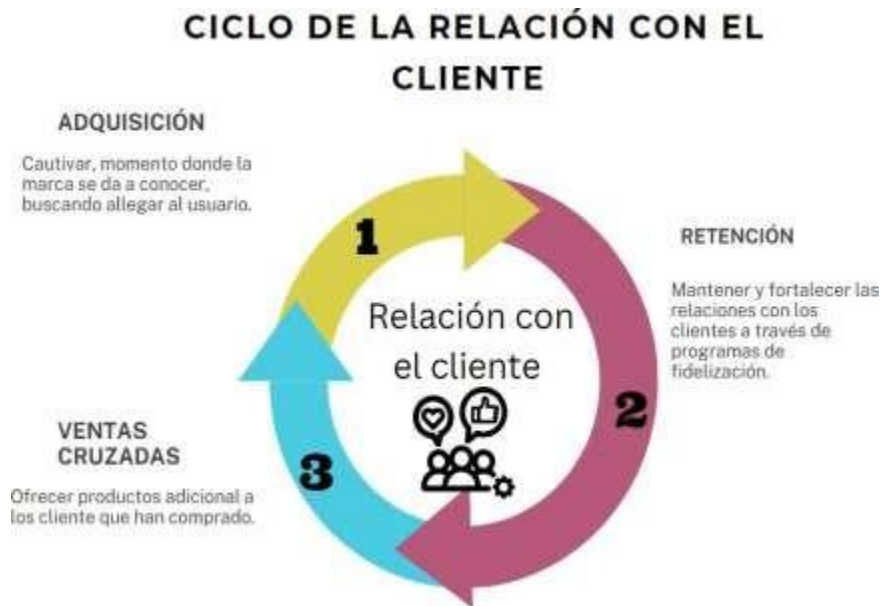 CICLO DE LA RELACIÓN CON EL
CLIENTE
ADQUISICIÓN
Cautivar, momento donde la
marca se da a conocer,
buscando allegar al usuario.
1
RETENCIÓN
Mantener y fortalecer las
relaciones con los
clientes a través de
programas de
fidelización.
2
Relación con
el cliente
VENTAS
CRUZADAS
Ofrecer productos adicional a
los cliente que han comprado.
3